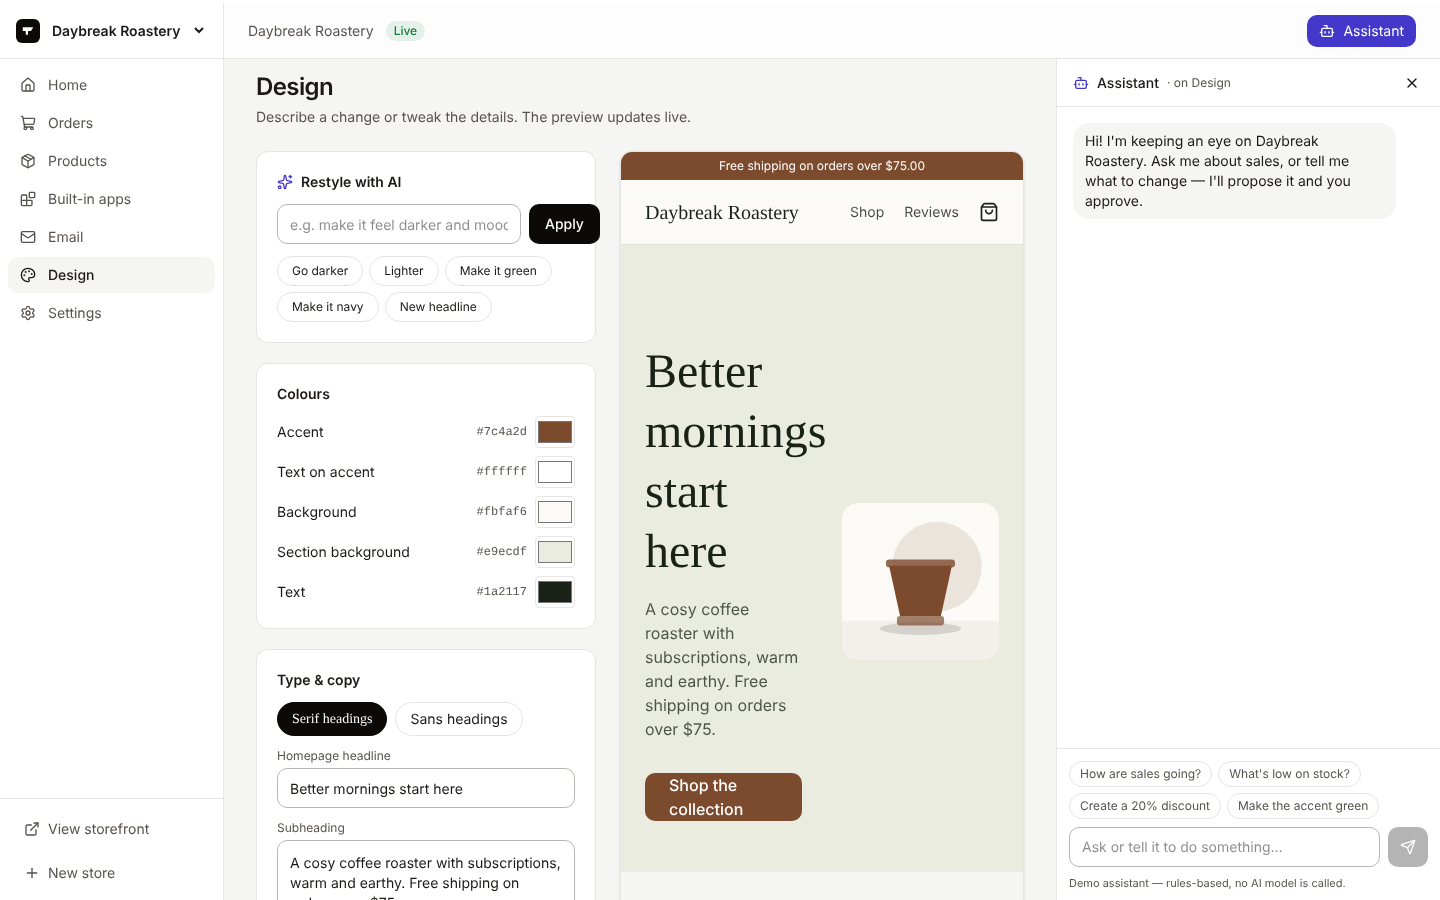 Daybreak Roastery
Home
Orders
Products
Built-in apps
Email
Design
Settings
View storefront
New store
Daybreak Roastery
Live
Assistant
Design
Describe a change or tweak the details. The preview updates live.
Restyle with AI
e.g. make it feel darker and mood
Apply
Go darker
Lighter
Make it green
Make it navy
New headline
Colours
Accent
#7c4a2d
Text on accent
#ffffff
Background
#fbfaf6
Section background
#e9ecdf
Text
#1a2117
Type & copy
Serif headings
Sans headings
Homepage headline
Better mornings start here
Subheading
A cosy coffee roaster with subscriptions,
warm and earthy. Free shipping on
orders over $75.
Free shipping on orders over $75.00
Daybreak Roastery
Shop
Reviews
Better
mornings
start
here
A cosy coffee
roaster with
subscriptions, warm
and earthy. Free
shipping on orders
over $75.
Shop the
collection
Assistant
· on Design
Hi! I'm keeping an eye on Daybreak
Roastery. Ask me about sales, or tell me
what to change — I'll propose it and you
approve.
How are sales going?
What's low on stock?
Create a 20% discount
Make the accent green
Ask or tell it to do something...
Demo assistant — rules-based, no AI model is called.